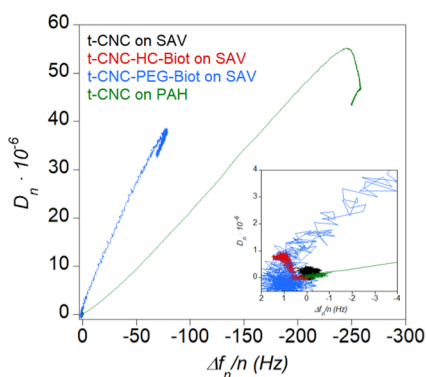 60
50
40
30
20
10
0
Dn · 10-6
t-CNC on SAV
t-CNC-HC-Biot on SAV
t-CNC-PEG-Biot on SAV
t-CNC on PAH
4
3
2
1
0
Dn · 10-6
2 1 0 -1 -2 -3 -4
Δfn/n (Hz)
0 -50 -100 -150 -200 -250 -300
Δfn/n (Hz)